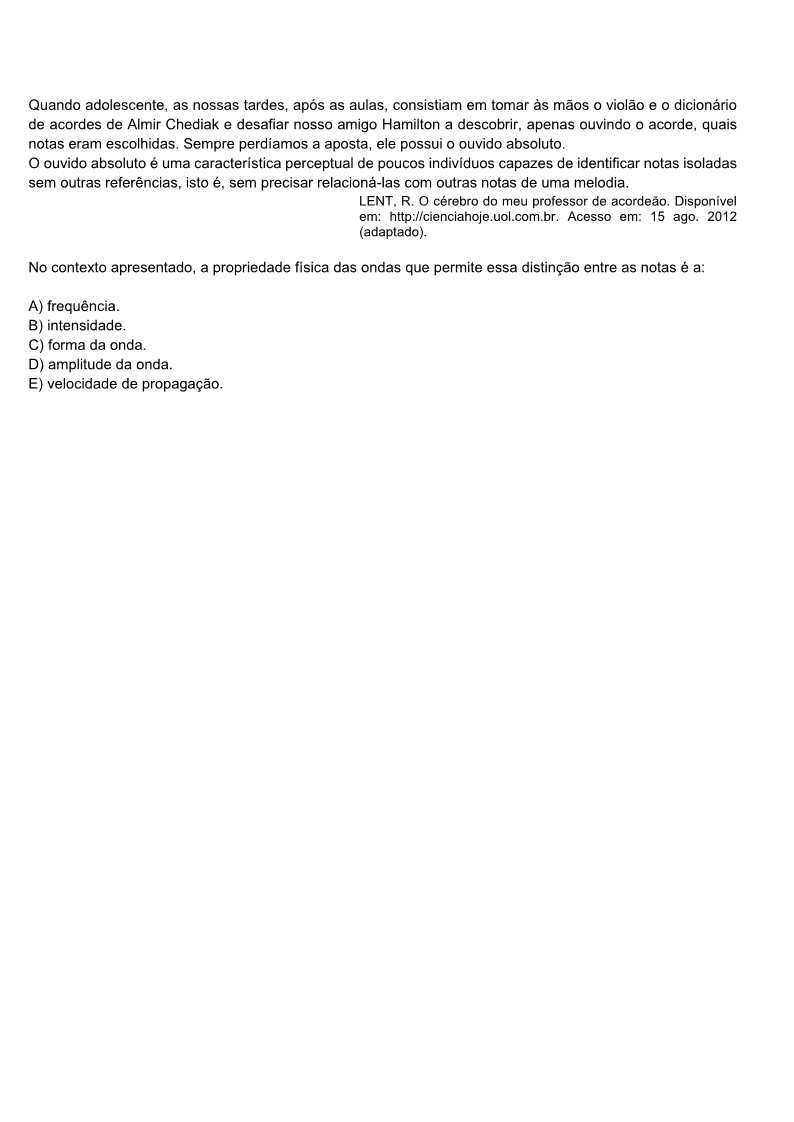 Quando adolescente, as nossas tardes, após as aulas, consistiam em tomar às mãos o violão e o dicionário
de acordes de Almir Chediak e desafiar nosso amigo Hamilton a descobrir, apenas ouvindo o acorde, quais
notas eram escolhidas. Sempre perdíamos a aposta, ele possui o ouvido absoluto.
O ouvido absoluto é uma característica perceptual de poucos indivíduos capazes de identificar notas isoladas
sem outras referências, isto é, sem precisar relacioná-las com outras notas de uma melodia.
LENT, R. O cérebro do meu professor de acordeão. Disponível
em: http://cienciahoje.uol.com.br. Acesso em: 15 ago. 2012
(adaptado).
No contexto apresentado, a propriedade física das ondas que permite essa distinção entre as notas é a:
A) frequência.
B) intensidade.
C) forma da onda.
D) amplitude da onda.
E) velocidade de propagação.